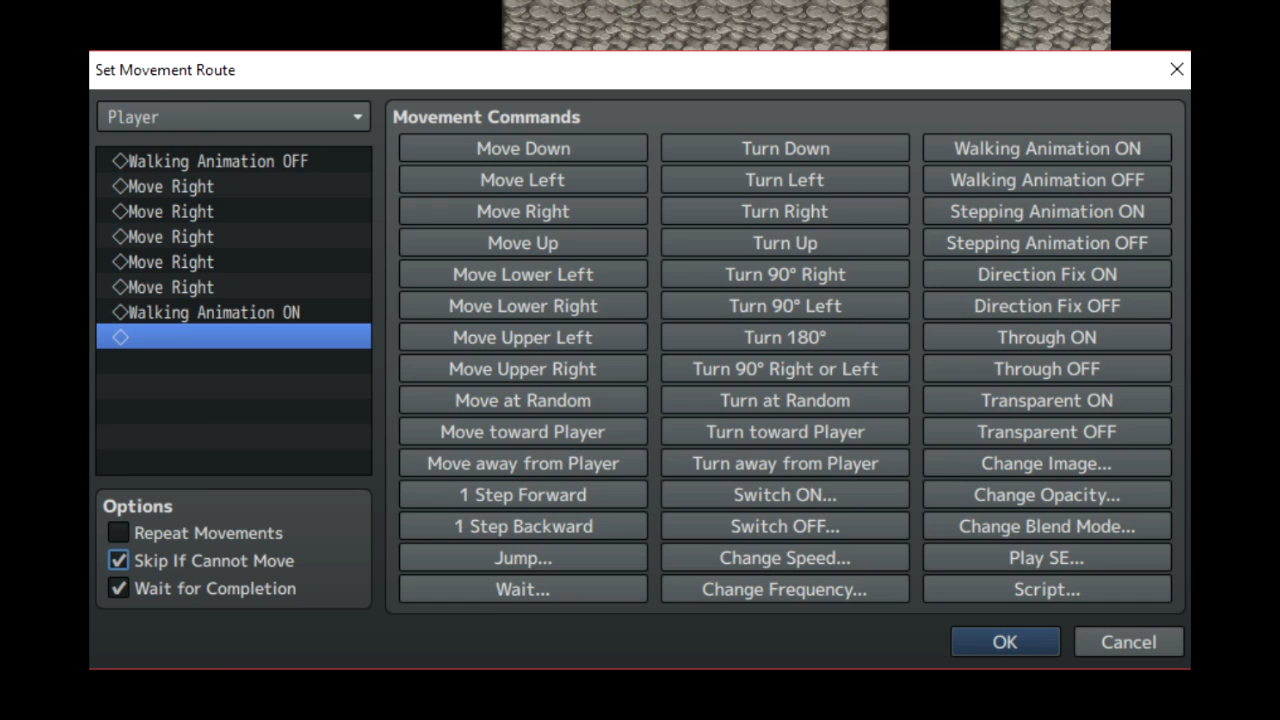 Set Movement Route
Player
◇Walking Animation OFF
◇Move Right
◇Move Right
◇Move Right
◇Move Right
◇Move Right
◇Walking Animation ON
◇
Options
Repeat Movements
Skip If Cannot Move
Wait for Completion
Movement Commands
Move Down
Turn Down
Walking Animation ON
Move Left
Turn Left
Walking Animation OFF
Move Right
Turn Right
Stepping Animation ON
Move Up
Turn Up
Stepping Animation OFF
Move Lower Left
Turn 90° Right
Direction Fix ON
Move Lower Right
Turn 90° Left
Direction Fix OFF
Move Upper Left
Turn 180°
Through ON
Move Upper Right
Turn 90° Right or Left
Through OFF
Move at Random
Turn at Random
Transparent ON
Move toward Player
Turn toward Player
Transparent OFF
Move away from Player
Turn away from Player
Change Image...
1 Step Forward
Switch ON...
Change Opacity...
1 Step Backward
Switch OFF...
Change Blend Mode...
Jump...
Change Speed...
Play SE...
Wait...
Change Frequency...
Script...
OK
Cancel